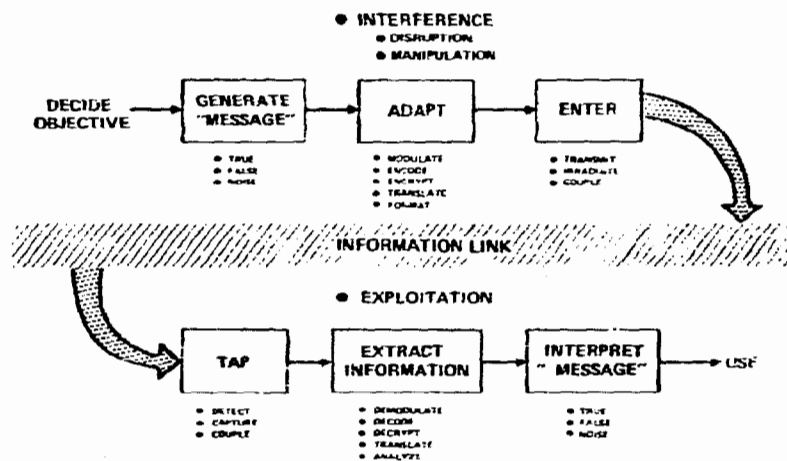 ● INTERFERENCE
● DISRUPTION
● MANIPULATION
DECIDE
OBJECTIVE
GENERATE
"MESSAGE"
● TRUE
● FALSE
● NOISE
ADAPT
● MODULATE
● ENCODE
● ENCRYPT
● TRANSLATE
● FORMAT
ENTER
● TRANSMIT
● IRRADIATE
● COUPLE
INFORMATION LINK
● EXPLOITATION
TAP
● DETECT
● CAPTURE
● COUPLE
EXTRACT
INFORMATION
● DEMODULATE
● DECODE
● DECRYPT
● TRANSLATE
● ANALYZE
INTERPRET
" MESSAGE"
● TRUE
● FALSE
● NOISE
USE